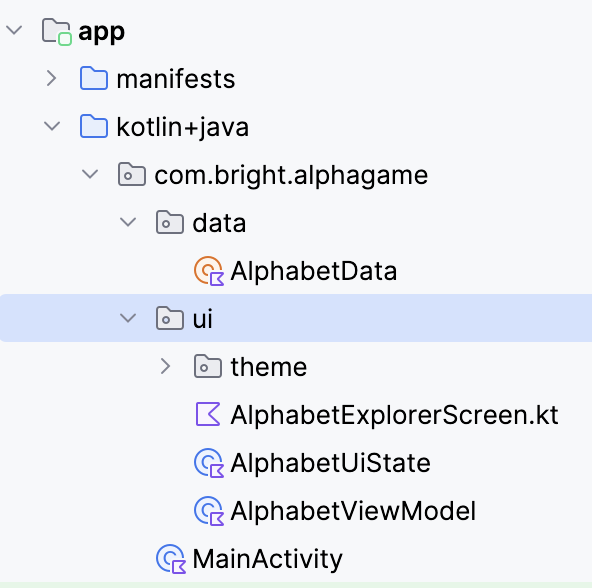 app
manifests
kotlin+java
com.bright.alphagame
data
AlphabetData
ui
theme
AlphabetExplorerScreen.kt
AlphabetUiState
AlphabetViewModel
MainActivity